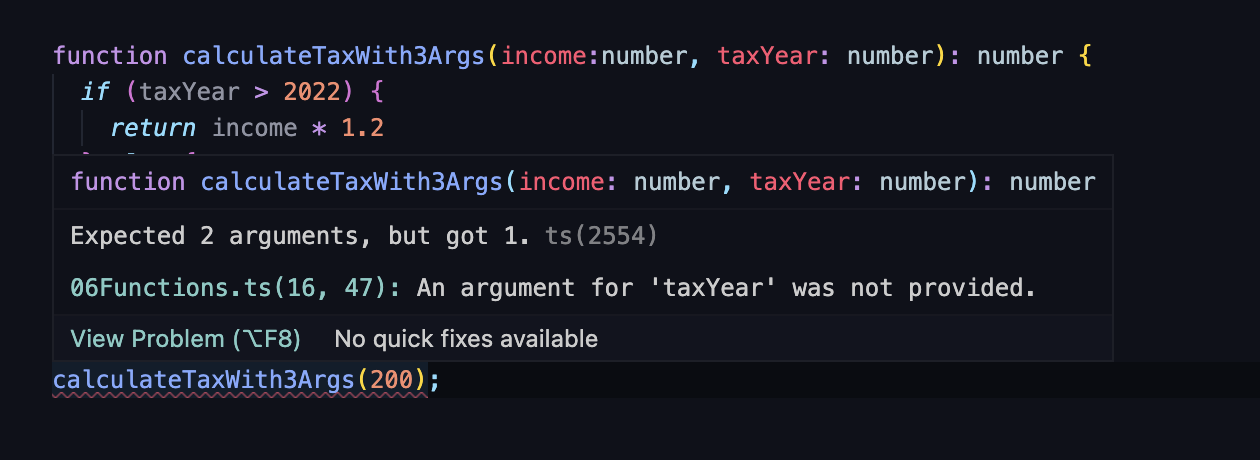 function calculateTaxWith3Args(income:number, taxYear: number): number {
if (taxYear > 2022) {
return income * 1.2
function calculateTaxWith3Args(income: number, taxYear: number): number
Expected 2 arguments, but got 1. ts(2554)
06Functions.ts(16, 47): An argument for 'taxYear' was not provided.
View Problem (⌥F8) No quick fixes available
calculateTaxWith3Args(200);